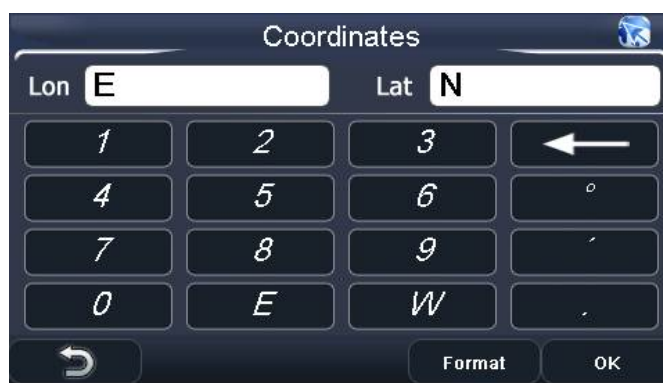 Coordinates
Lon E Lat N
1 2 3
4 5 6 °
7 8 9 ´
0 E W .
Format OK